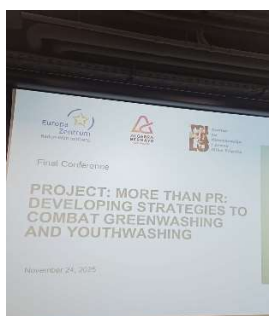 Europa
Zentrum
Final Conference
PROJECT: MORE THAN PR:
DEVELOPING STRATEGIES TO
COMBAT GREENWASHING
AND YOUTHWASHING
November 24, 2025